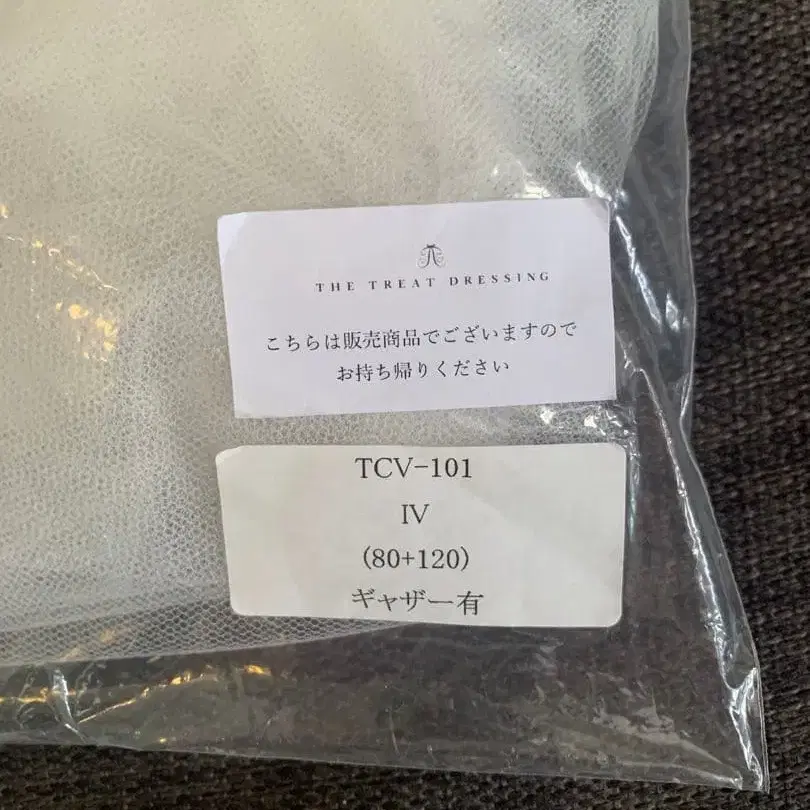 THE TREAT DRESSING
こちらは販売商品でございますので
お持ち帰りください
TCV-101
IV
(80+120)
ギャザー有